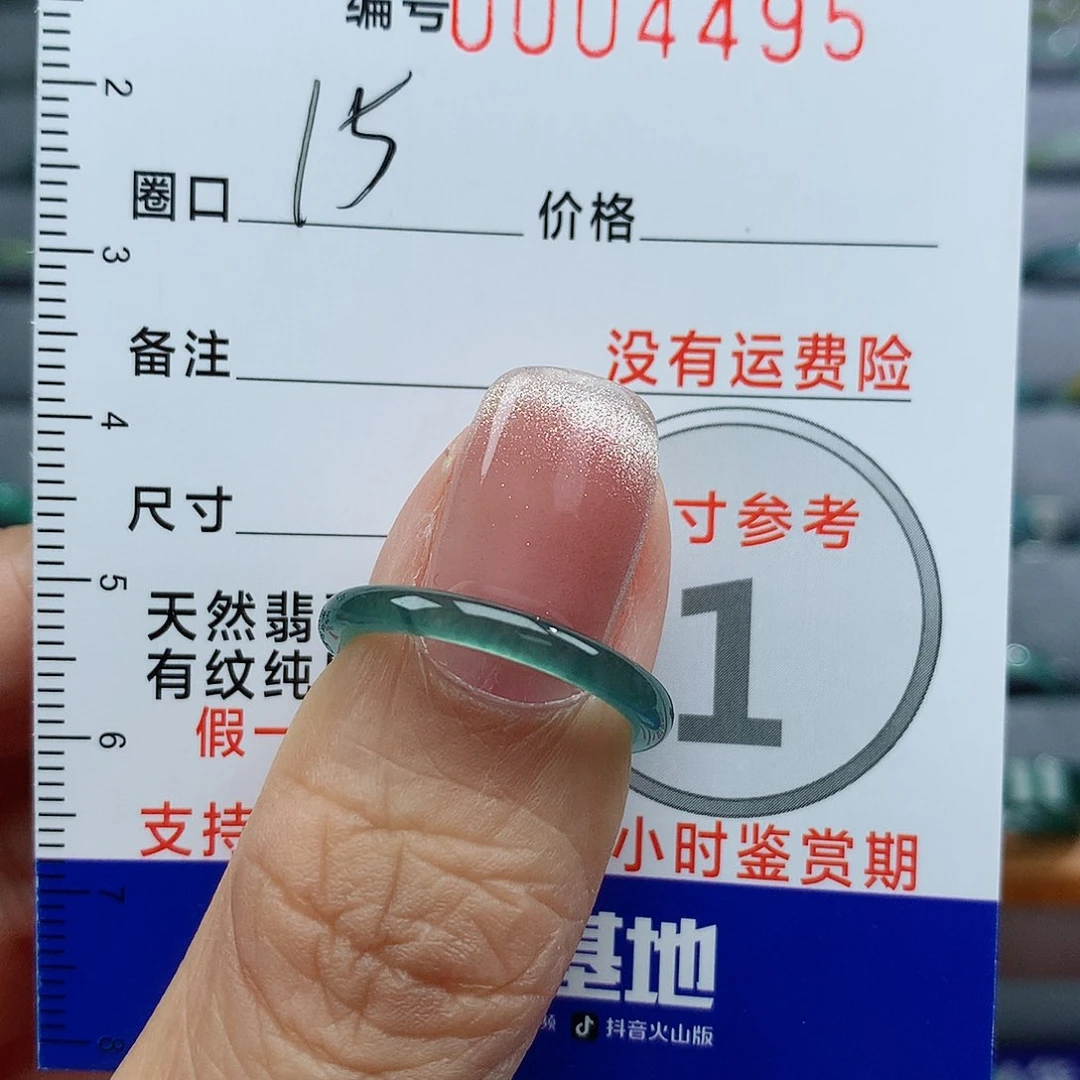 编号0004495
圈口 15 价格
备注
没有运费险
尺寸
寸参考
天然翡
1
有纹纯
假一
支持
小时鉴赏期
基地
抖音火山版
2
3
4
5
6
7
8